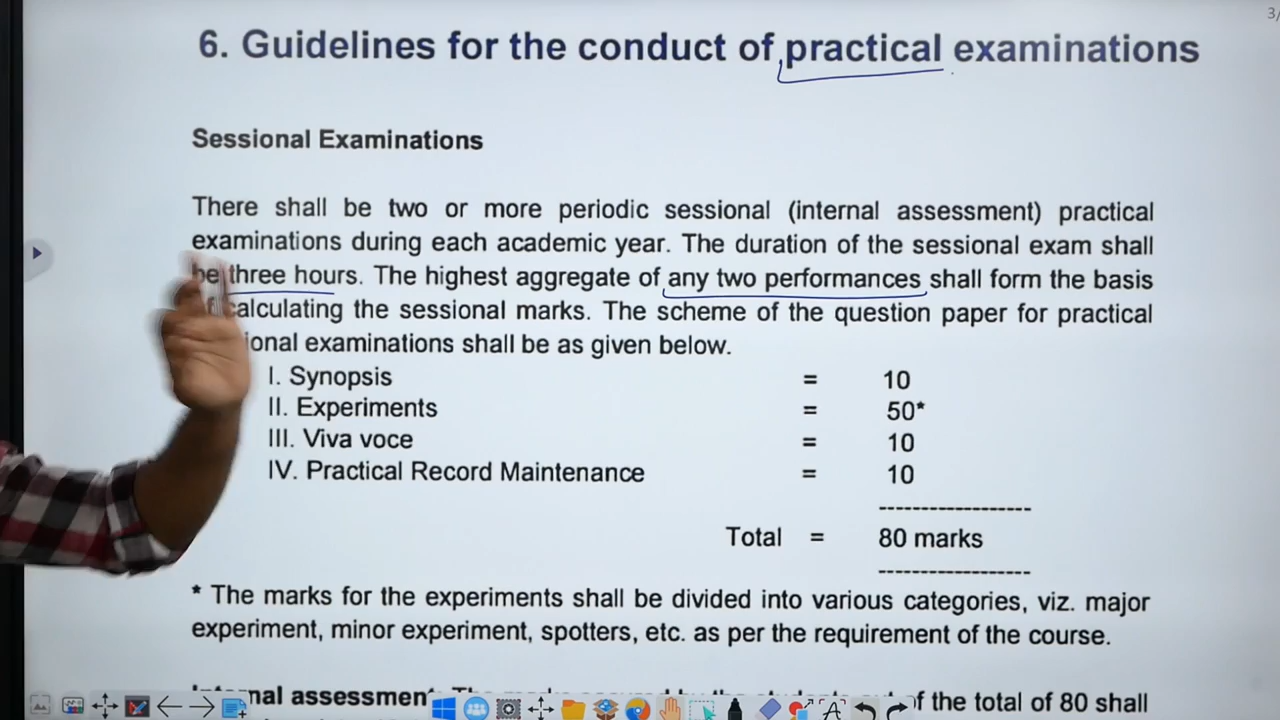 3/
6. Guidelines for the conduct of practical examinations
Sessional Examinations
There shall be two or more periodic sessional (internal assessment) practical
examinations during each academic year. The duration of the sessional exam shall
be three hours. The highest aggregate of any two performances shall form the basis
calculating the sessional marks. The scheme of the question paper for practical
ional examinations shall be as given below.
I. Synopsis = 10
II. Experiments = 50*
III. Viva voce = 10
IV. Practical Record Maintenance = 10
------------------
Total = 80 marks
------------------
* The marks for the experiments shall be divided into various categories, viz. major
experiment, minor experiment, spotters, etc. as per the requirement of the course.
nal assessment of the total of 80 shall